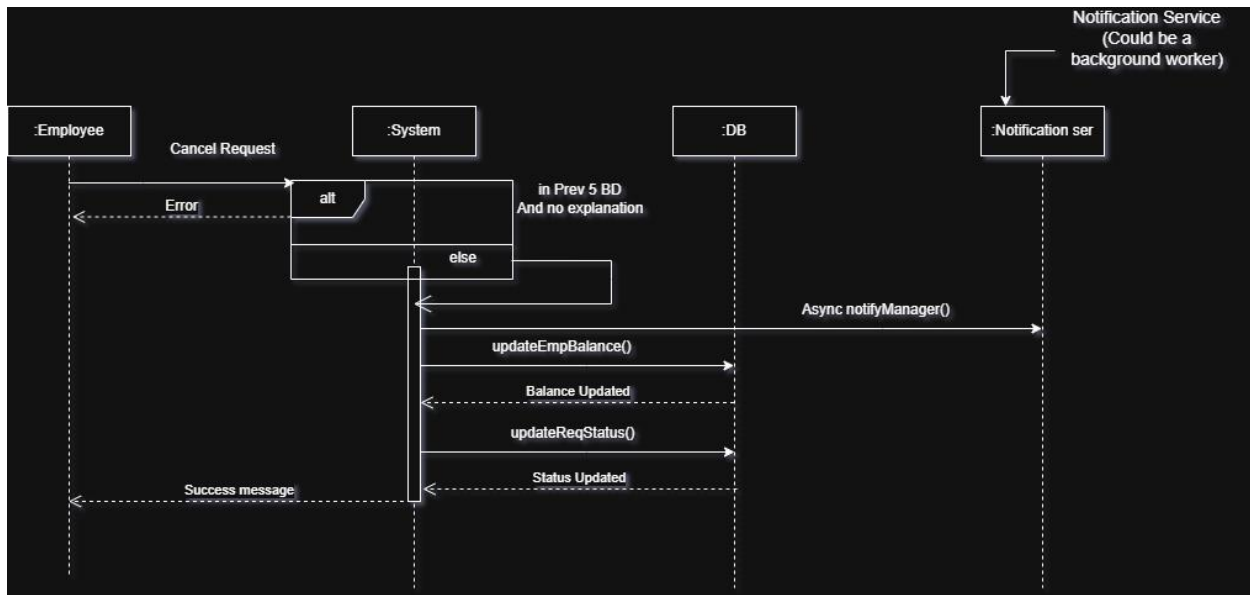 Notification Service
(Could be a
background worker)
:Employee
:System
:DB
:Notification ser
Cancel Request
alt
in Prev 5 BD
And no explanation
Error
else
Async notifyManager()
updateEmpBalance()
Balance Updated
updateReqStatus()
Status Updated
Success message